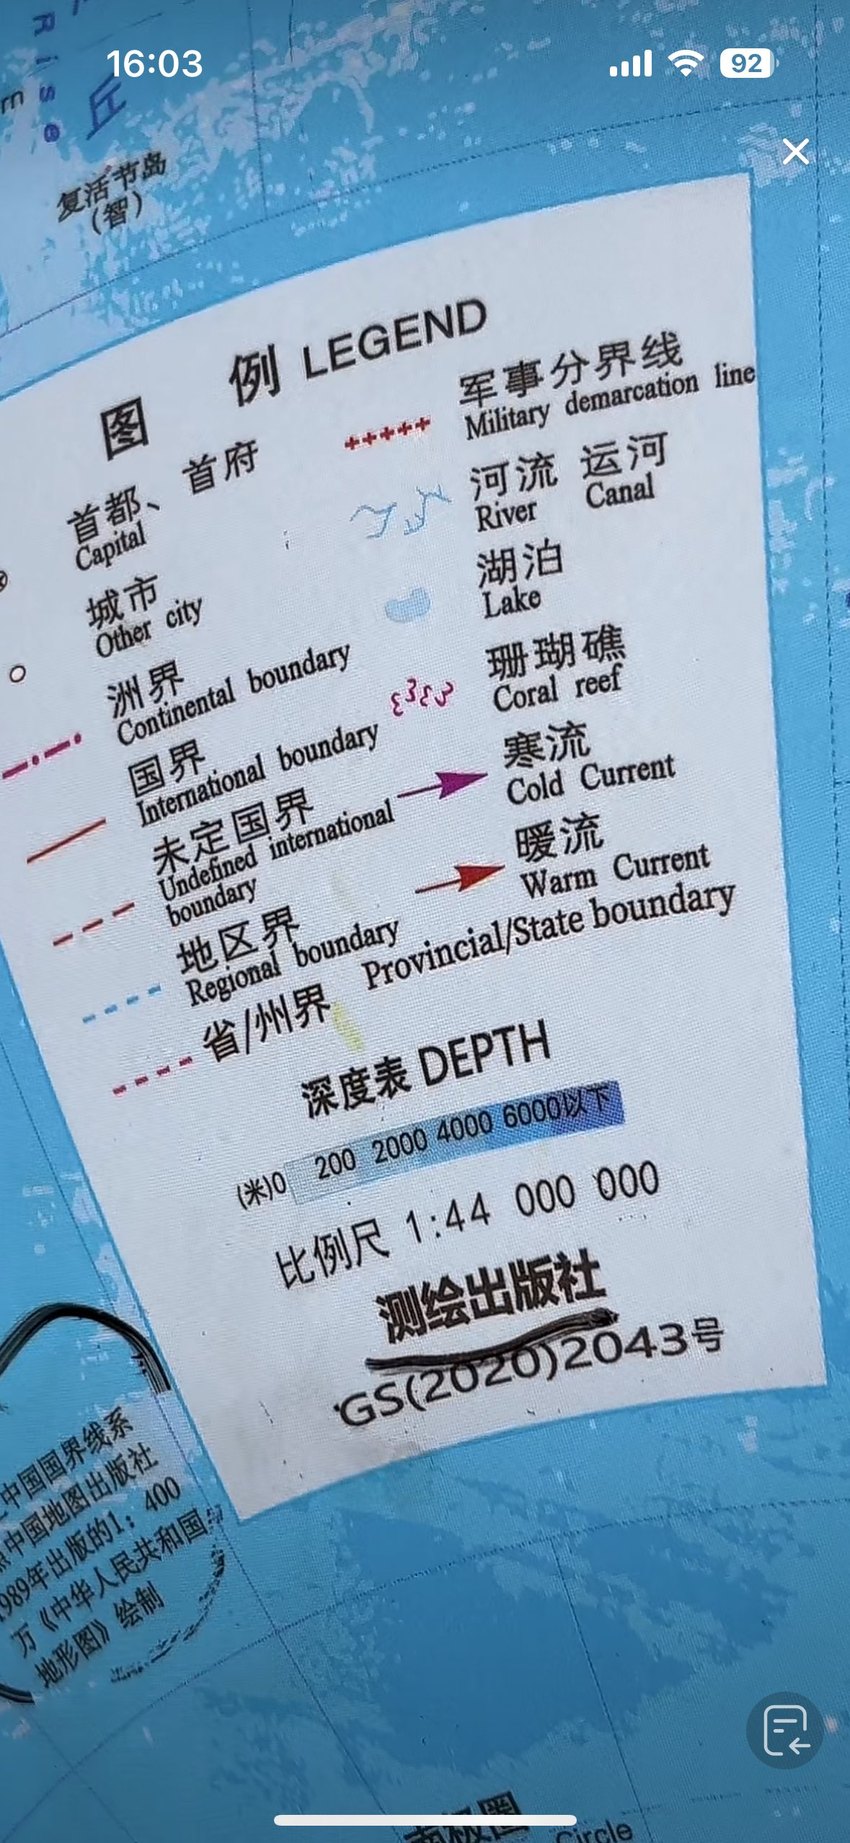 16:03
92
Rise
丘
复活节岛
（智）
图 例 LEGEND
首都、首府
Capital
城市
Other city
洲界
Continental boundary
国界
International boundary
未定国界
Undefined international
boundary
地区界
Regional boundary
省/州界 Provincial/State boundary
军事分界线
Military demarcation line
河流 运河
River Canal
湖泊
Lake
珊瑚礁
Coral reef
寒流
Cold Current
暖流
Warm Current
深度表 DEPTH
(米)0 200 2000 4000 6000以下
比例尺 1:44 000 000
测绘出版社
GS(2020)2043号
中国国界线系
中国地图出版社
989年出版的1：400
万《中华人民共和国
地形图》绘制
南极圈
Circle